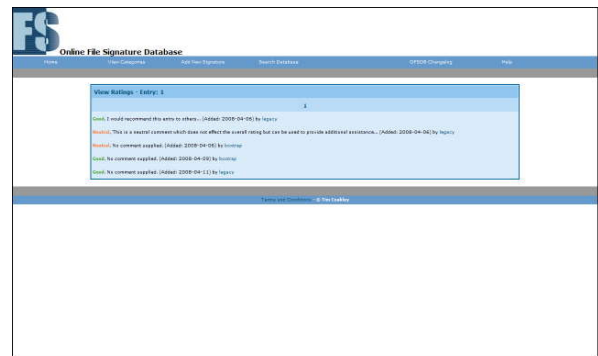 FS
Online File Signature Database
Home View Categories Add New Signature Search Database OFSDB Changelog Help
View Ratings - Entry: 1
1
Good. I would recommend this entry to others... (Added: 2008-04-06) by legacy
Neutral. This is a neutral comment which does not effect the overall rating but can be used to provide additional assistance... (Added: 2008-04-06) by legacy
Neutral. No comment supplied. (Added: 2008-04-08) by
Good. No comment supplied. (Added: 2008-04-09) by
Good. No comment supplied. (Added: 2008-04-11) by legacy
Terms and Conditions - © Tim